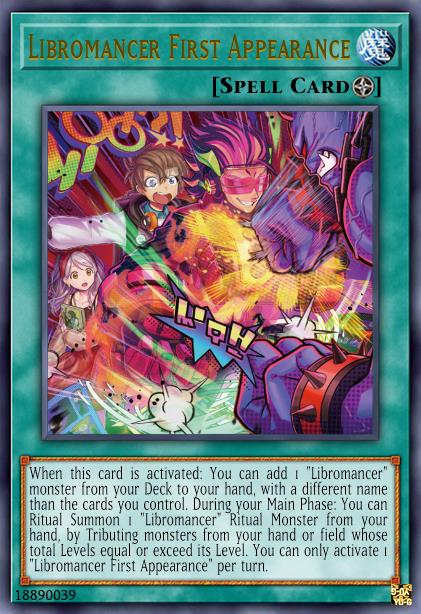 Libromancer First Appearance
魔
[Spell Card]
When this card is activated: You can add 1 "Libromancer"
monster from your Deck to your hand, with a different name
than the cards you control. During your Main Phase: You can
Ritual Summon 1 "Libromancer" Ritual Monster from your
hand, by Tributing monsters from your hand or field whose
total Levels equal or exceed its Level. You can only activate 1
"Libromancer First Appearance" per turn.
18890039